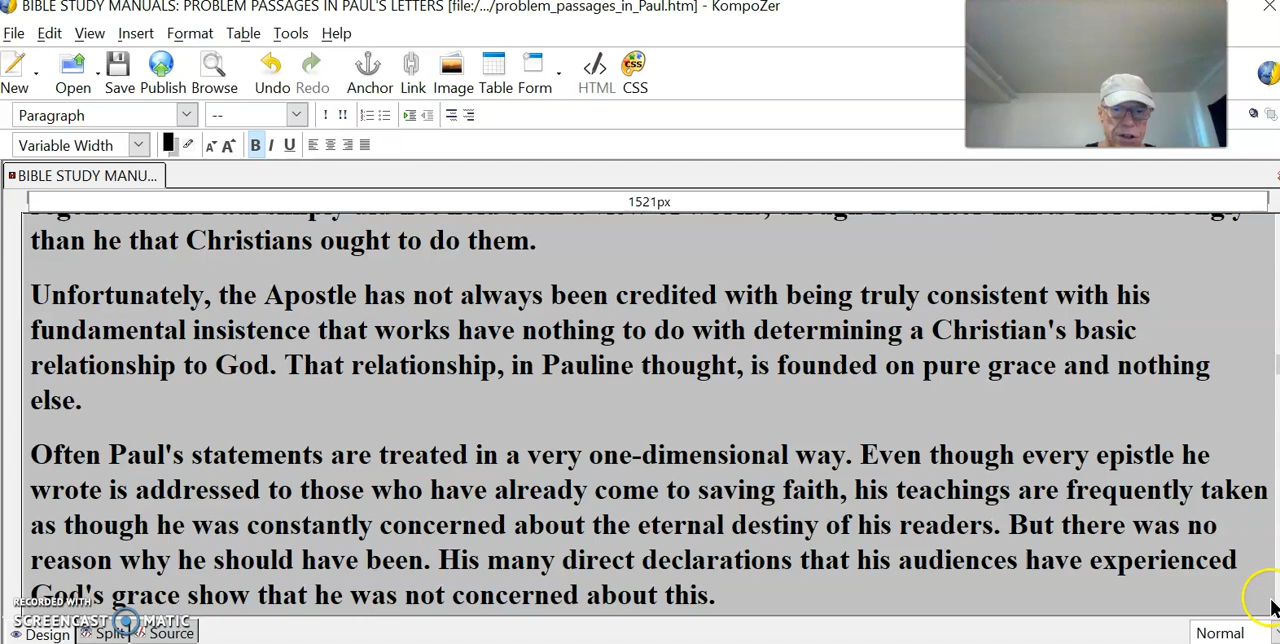 BIBLE STUDY MANUALS: PROBLEM PASSAGES IN PAUL'S LETTERS [file:/.../problem_passages_in_Paul.htm] - KompoZer
File Edit View Insert Format Table Tools Help
New Open Save Publish Browse Undo Redo Anchor Link Image Table Form HTML CSS
Paragraph --
Variable Width B I U
BIBLE STUDY MANU...
1521px
than he that Christians ought to do them.
Unfortunately, the Apostle has not always been credited with being truly consistent with his
fundamental insistence that works have nothing to do with determining a Christian's basic
relationship to God. That relationship, in Pauline thought, is founded on pure grace and nothing
else.
Often Paul's statements are treated in a very one-dimensional way. Even though every epistle he
wrote is addressed to those who have already come to saving faith, his teachings are frequently taken
as though he was constantly concerned about the eternal destiny of his readers. But there was no
reason why he should have been. His many direct declarations that his audiences have experienced
God's grace show that he was not concerned about this.
RECORDED WITH
SCREENCAST MATIC
Design Split Source Normal